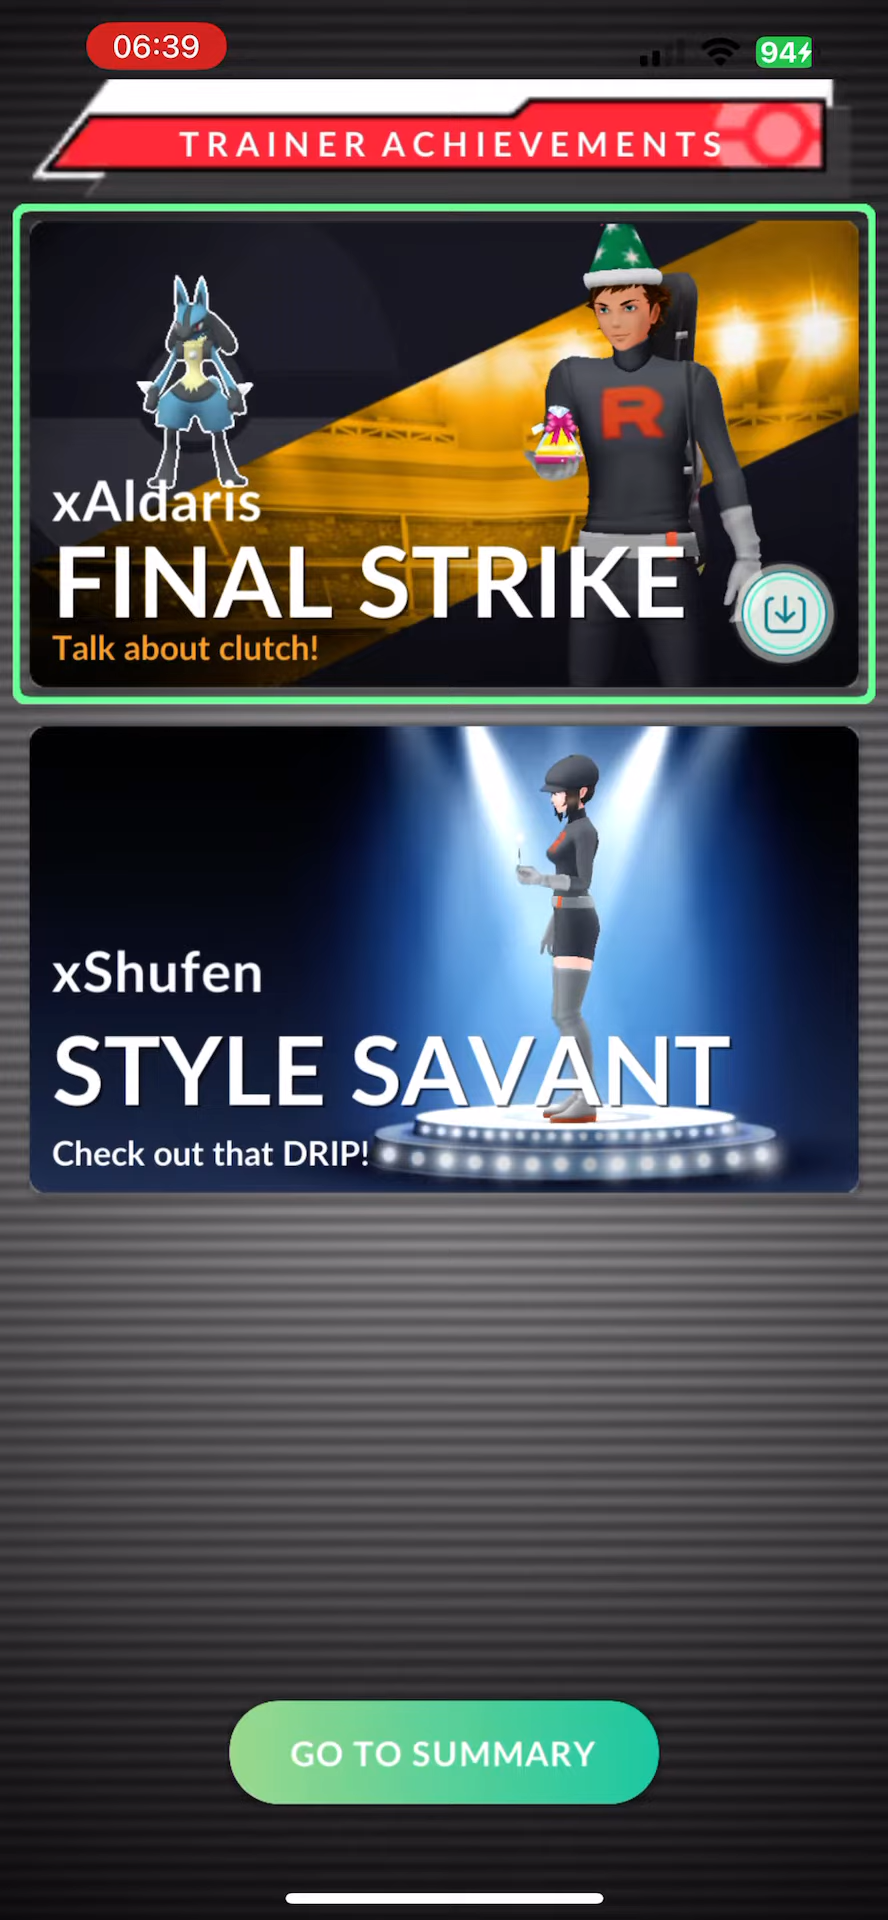 06:39
94
TRAINER ACHIEVEMENTS
R
xAldaris
FINAL STRIKE
Talk about clutch!
xShufen
STYLE SAVANT
Check out that DRIP!
GO TO SUMMARY